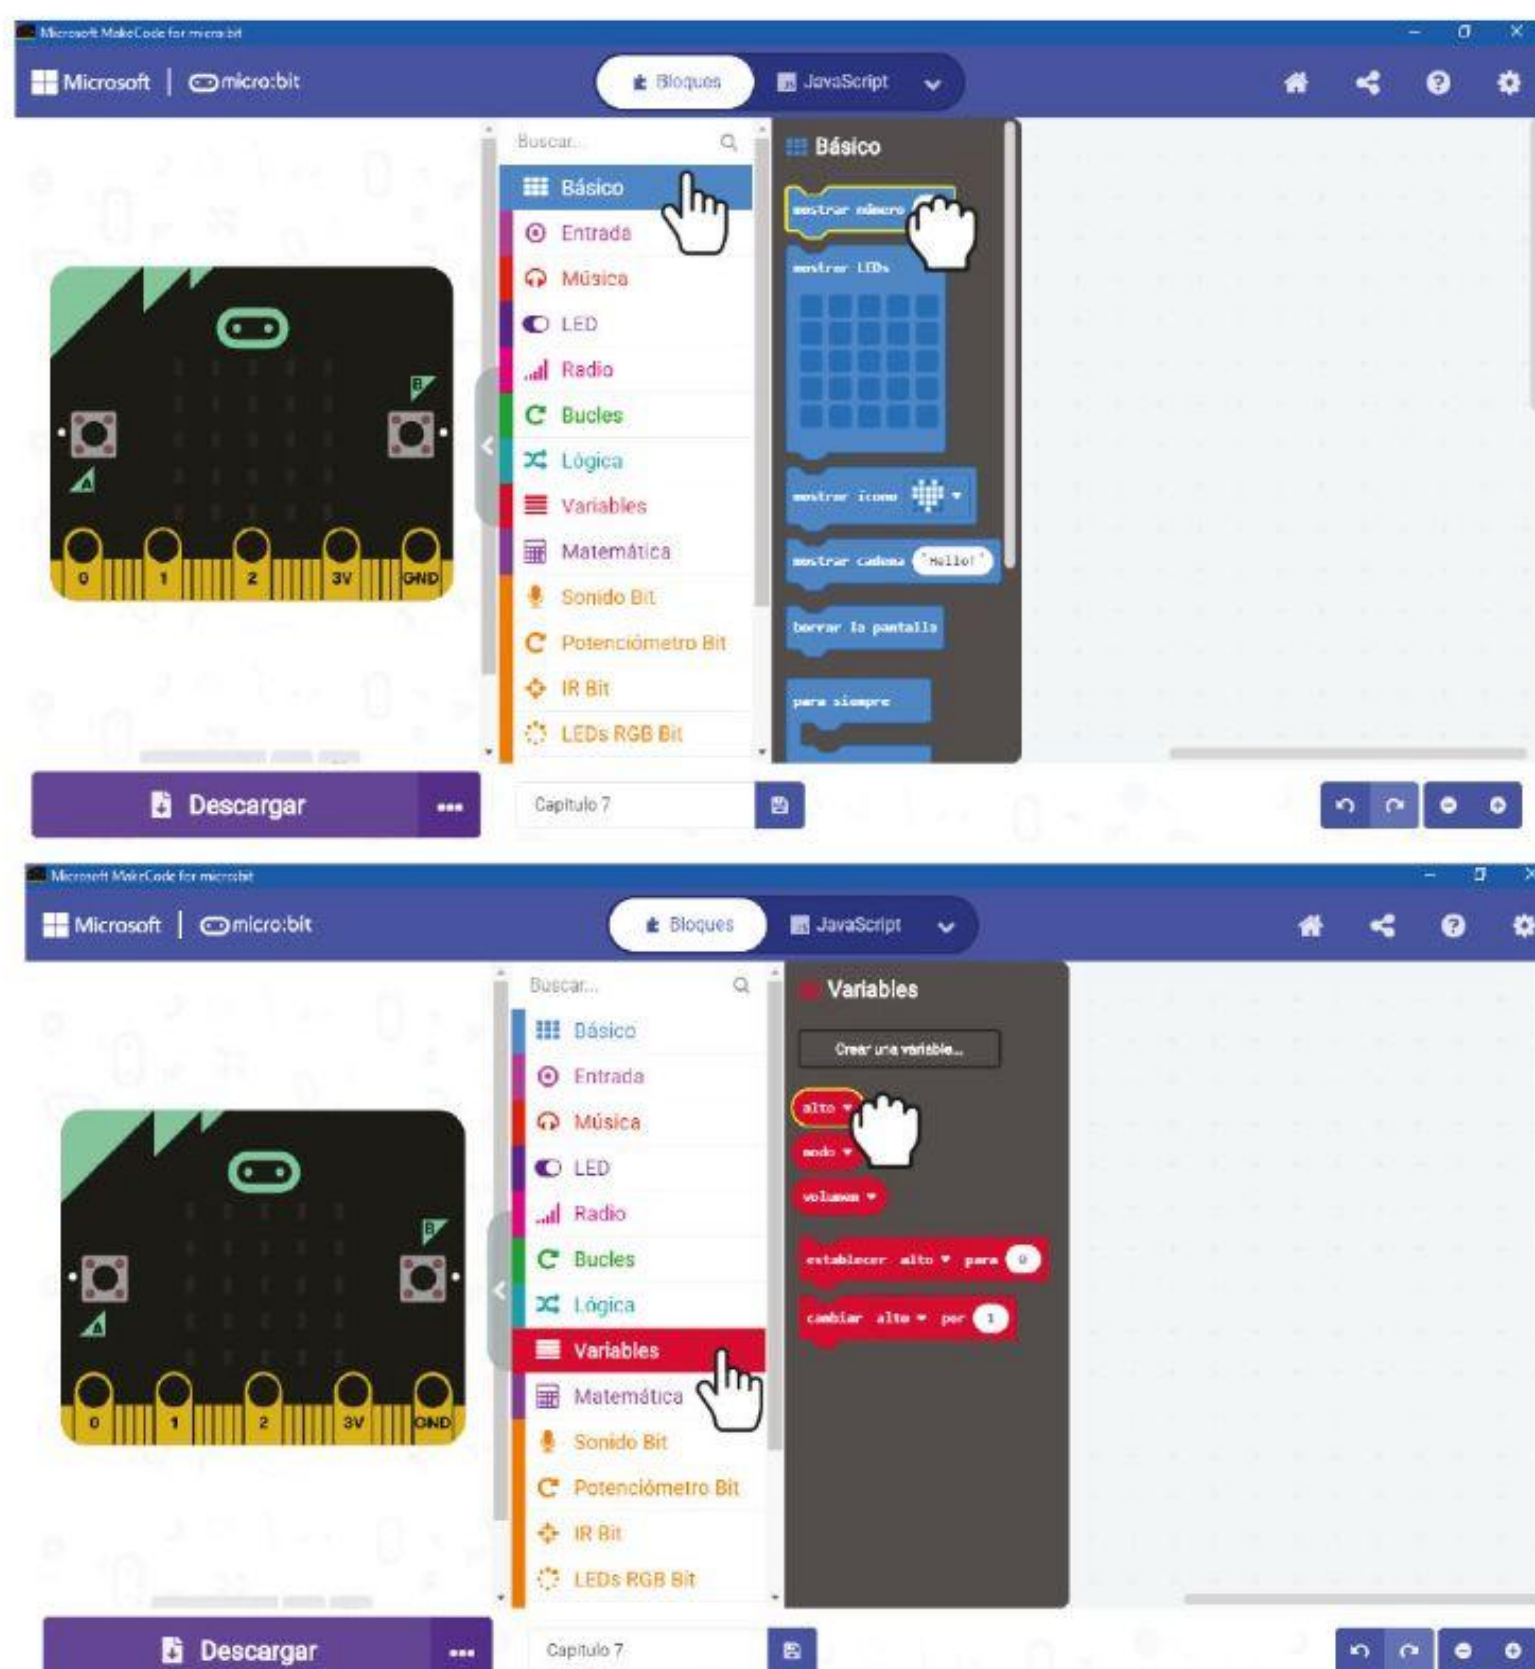 Microsoft MakeCode for micro:bit
Microsoft | micro:bit
Bloques
JavaScript
Buscar...
Básico
Entrada
Música
LED
Radio
Bucles
Lógica
Variables
Matemática
Sonido Bit
Potenciómetro Bit
IR Bit
LEDs RGB Bit
Básico
mostrar número
mostrar LEDs
mostrar ícono
mostrar cadena "Hello!"
borrar la pantalla
para siempre
B
A
0 1 2 3V GND
Descargar
Capitulo 7
Microsoft MakeCode for micro:bit
Microsoft | micro:bit
Bloques
JavaScript
Buscar...
Básico
Entrada
Música
LED
Radio
Bucles
Lógica
Variables
Matemática
Sonido Bit
Potenciómetro Bit
IR Bit
LEDs RGB Bit
Variables
Crear una variable...
alto
modo
volumen
establecer alto para 0
cambiar alto por 1
B
A
0 1 2 3V GND
Descargar
Capitulo 7